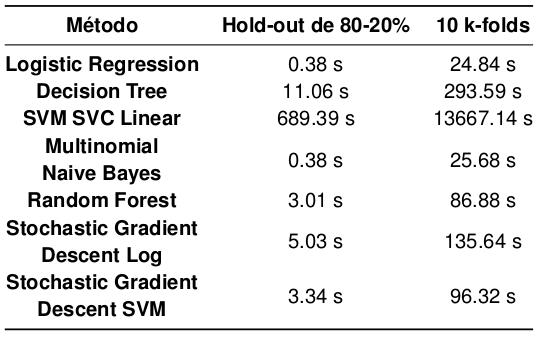 Método Hold-out de 80-20% 10 k-folds
Logistic Regression 0.38 s 24.84 s
Decision Tree 11.06 s 293.59 s
SVM SVC Linear 689.39 s 13667.14 s
Multinomial
Naive Bayes 0.38 s 25.68 s
Random Forest 3.01 s 86.88 s
Stochastic Gradient
Descent Log 5.03 s 135.64 s
Stochastic Gradient
Descent SVM 3.34 s 96.32 s